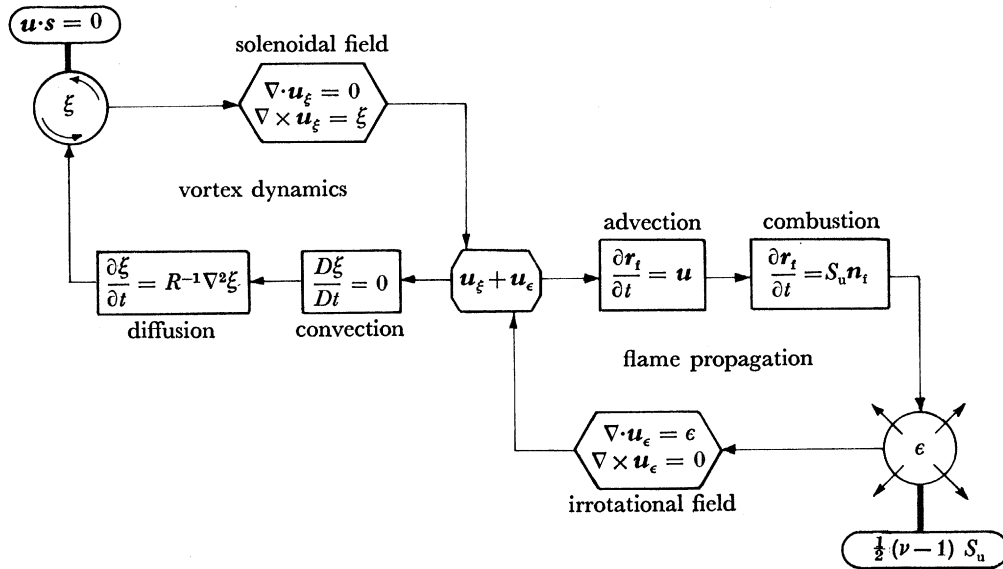 u·s = 0
solenoidal field
ξ
∇·u_ξ = 0
∇ × u_ξ = ξ
vortex dynamics
advection
combustion
∂ξ/∂t = R⁻¹∇²ξ
Dξ/Dt = 0
u_ξ + u_ϵ
∂r_f/∂t = u
∂r_f/∂t = S_u n_f
diffusion
convection
flame propagation
∇·u_ϵ = ϵ
∇ × u_ϵ = 0
ϵ
irrotational field
½ (ν − 1) S_u